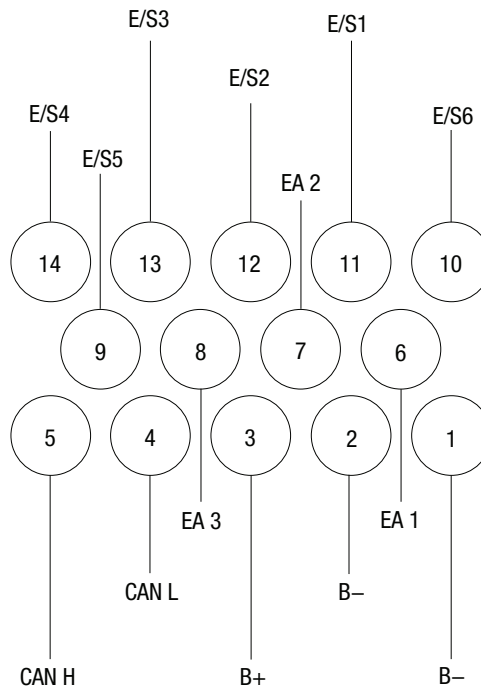 E/S3
E/S1
E/S2
E/S4
E/S6
E/S5
EA 2
14 13 12 11 10
9 8 7 6
5 4 3 2 1
EA 3
EA 1
CAN L
B–
CAN H
B+
B–